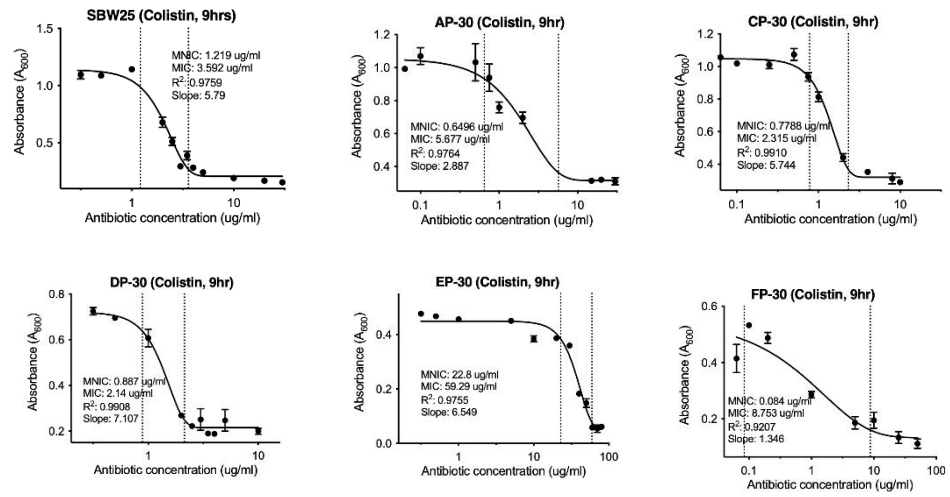 SBW25 (Colistin, 9hrs)
Absorbance (A600)
1.5
1.0
0.5
MNIC: 1.219 ug/ml
MIC: 3.592 ug/ml
R2: 0.9759
Slope: 5.79
1
10
Antibiotic concentration (ug/ml)
AP-30 (Colistin, 9hr)
Absorbance (A600)
1.2
1.0
0.8
0.6
0.4
MNIC: 0.6496 ug/ml
MIC: 5.677 ug/ml
R2: 0.9764
Slope: 2.887
0.1
1
10
Antibiotic concentration (ug/ml)
CP-30 (Colistin, 9hr)
Absorbance (A600)
1.2
1.0
0.8
0.6
0.4
MNIC: 0.7788 ug/ml
MIC: 2.315 ug/ml
R2: 0.9910
Slope: 5.744
0.1
1
10
Antibiotic concentration (ug/ml)
DP-30 (Colistin, 9hr)
Absorbance (A600)
0.8
0.6
0.4
0.2
MNIC: 0.887 ug/ml
MIC: 2.14 ug/ml
R2: 0.9908
Slope: 7.107
1
10
Antibiotic concentration (ug/ml)
EP-30 (Colistin, 9hr)
Absorbance (A600)
0.6
0.4
0.2
0.0
MNIC: 22.8 ug/ml
MIC: 59.29 ug/ml
R2: 0.9755
Slope: 6.549
1
10
100
Antibiotic concentration (ug/ml)
FP-30 (Colistin, 9hr)
Absorbance (A600)
0.6
0.4
0.2
MNIC: 0.084 ug/ml
MIC: 8.753 ug/ml
R2: 0.9207
Slope: 1.346
0.1
1
10
100
Antibiotic concentration (ug/ml)